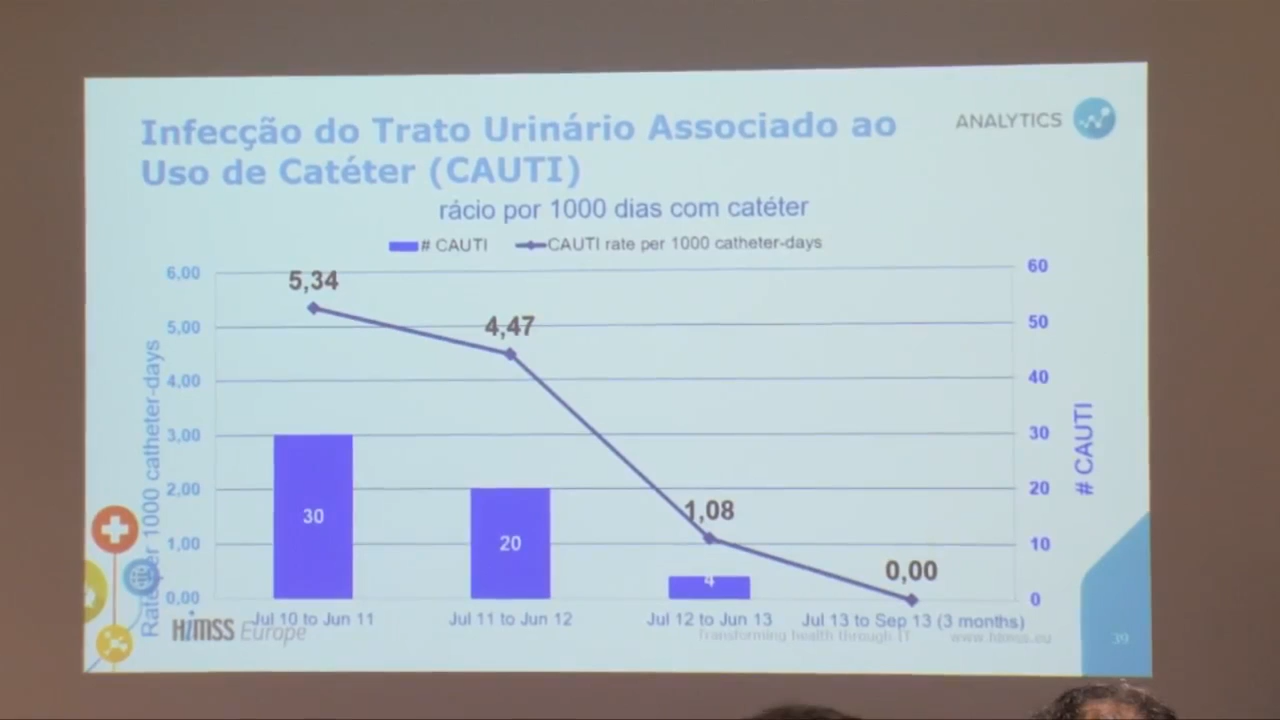 Infecção do Trato Urinário Associado ao
Uso de Catéter (CAUTI)
ANALYTICS
rácio por 1000 dias com catéter
# CAUTI
CAUTI rate per 1000 catheter-days
6,00
5,00
4,00
3,00
2,00
1,00
0,00
Rate per 1000 catheter-days
60
50
40
30
20
10
0
# CAUTI
5,34
4,47
1,08
0,00
30
20
4
Jul 10 to Jun 11
Jul 11 to Jun 12
Jul 12 to Jun 13
Jul 13 to Sep 13 (3 months)
HiMSS Europe
Transforming health through IT
www.himss.eu
39